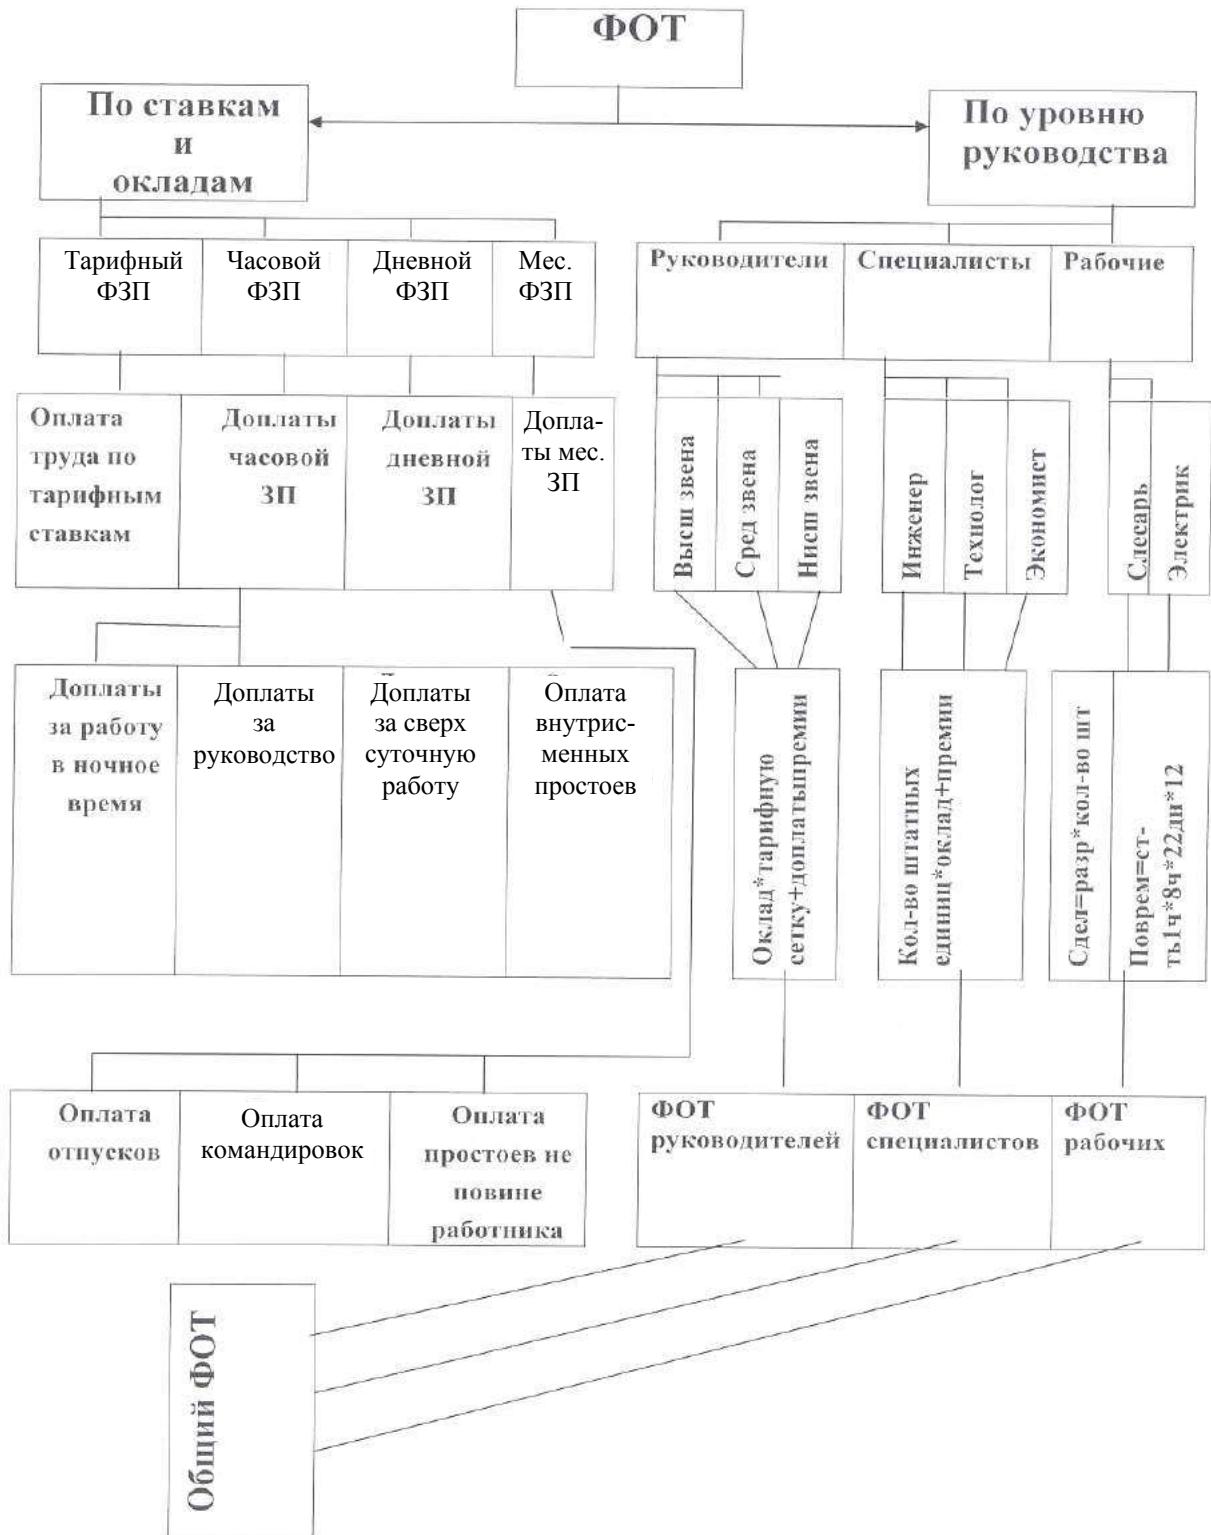 ФОТ
По ставкам
и
окладам
По уровню
руководства
Тарифный
ФЗП
Часовой
ФЗП
Дневной
ФЗП
Мес.
ФЗП
Руководители
Специалисты
Рабочие
Оплата
труда по
тарифным
ставкам
Доплаты
часовой
ЗП
Доплаты
дневной
ЗП
Допла-
ты мес.
ЗП
Высш звена
Сред звена
Нисш звена
Инженер
Технолог
Экономист
Слесарь
Электрик
Доплаты
за работу
в ночное
время
Доплаты
за
руководство
Доплаты
за сверх
суточную
работу
Оплата
внутрис-
менных
простоев
Оклад*тарифную
сетку+доплатыпремии
Кол-во штатных
единиц*оклад+премии
Сдел=разр*кол-во шт
Поврем=ст-
ть1ч*8ч*22дн*12
Оплата
отпусков
Оплата
командировок
Оплата
простоев не
повине
работника
ФОТ
руководителей
ФОТ
специалистов
ФОТ
рабочих
Общий ФОТ